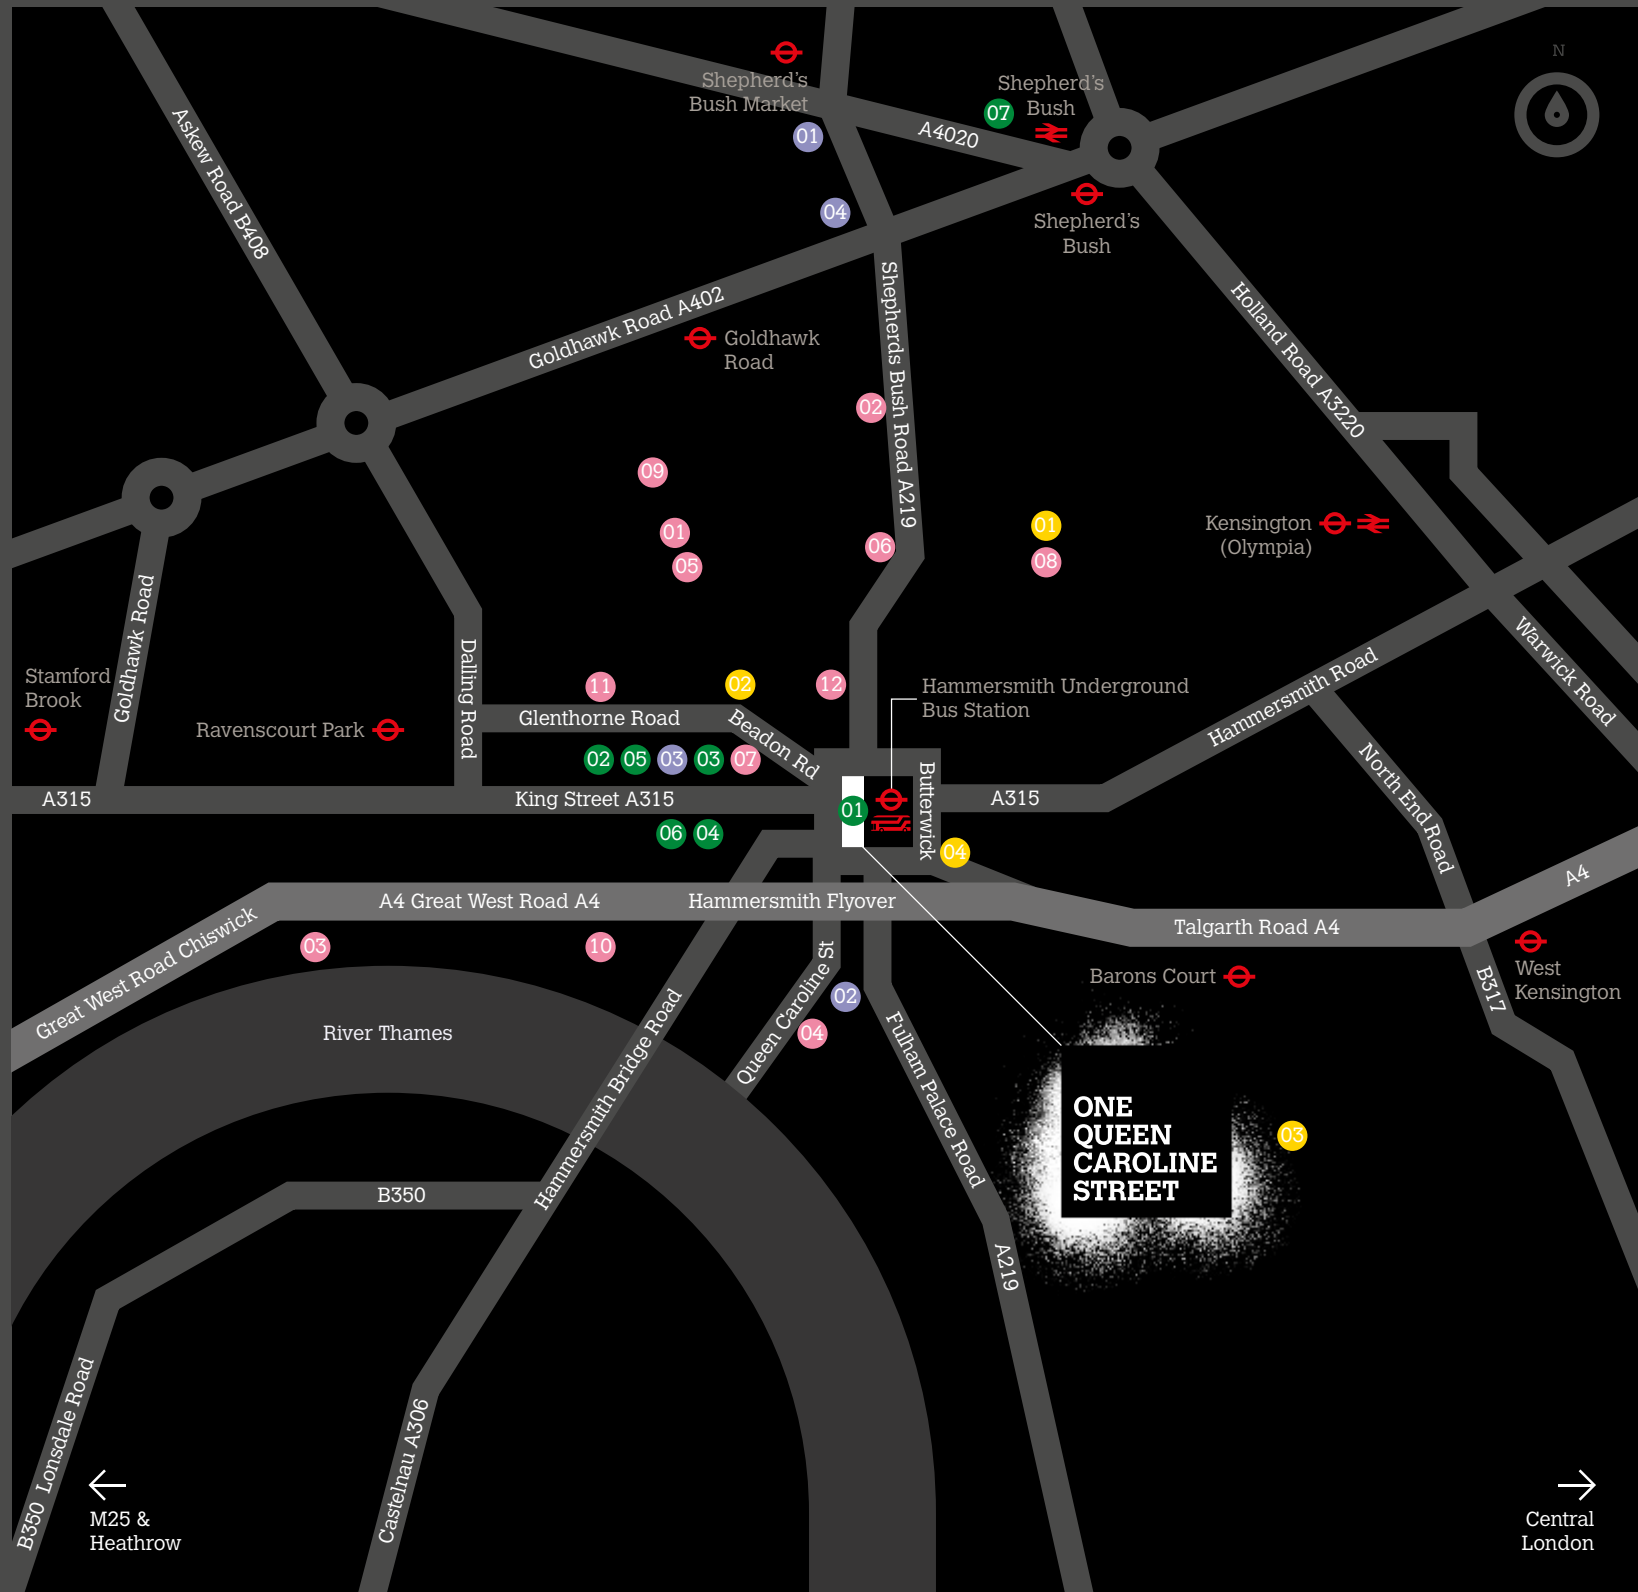 N
Shepherd's
Bush Market
Shepherd's
Bush
07
01
A4020
Askew Road B408
04
Shepherd's
Bush
Goldhawk Road A402
Goldhawk
Road
Shepherds Bush Road A219
Holland Road A3220
02
09
01
05
06
01
08
Kensington
(Olympia)
Goldhawk Road
Stamford
Brook
Ravenscourt Park
Dalling Road
11
02
12
Glenthorne Road
Beadon Rd
Hammersmith Underground
Bus Station
Hammersmith Road
Warwick Road
North End Road
02
05
03
03
07
A315
King Street A315
01
Butterwick
A315
06
04
04
A4 Great West Road A4
Hammersmith Flyover
Talgarth Road A4
A4
Great West Road Chiswick
03
10
Queen Caroline St
02
04
Barons Court
West
Kensington
B317
River Thames
Hammersmith Bridge Road
Fulham Palace Road
ONE
QUEEN
CAROLINE
STREET
03
B350
A219
B350 Lonsdale Road
Castelnau A306
M25 &
Heathrow
Central
London